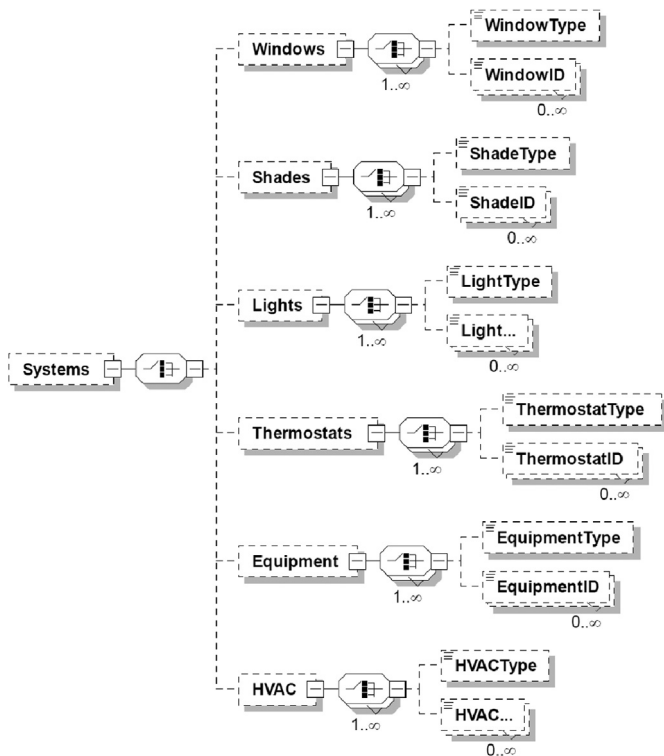 WindowType
Windows
1..∞
WindowID
0..∞
ShadeType
Shades
1..∞
ShadeID
0..∞
LightType
Lights
1..∞
Light...
0..∞
Systems
ThermostatType
Thermostats
1..∞
ThermostatID
0..∞
EquipmentType
Equipment
1..∞
EquipmentID
0..∞
HVACType
HVAC
1..∞
HVAC...
0..∞